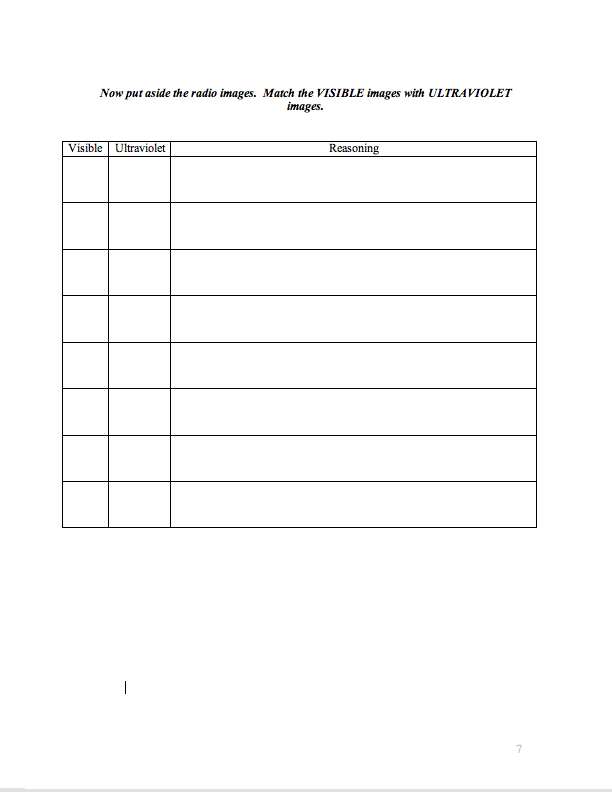 Now put aside the radio images.  Match the VISIBLE images with ULTRAVIOLET
images.
Visible Ultraviolet Reasoning
7